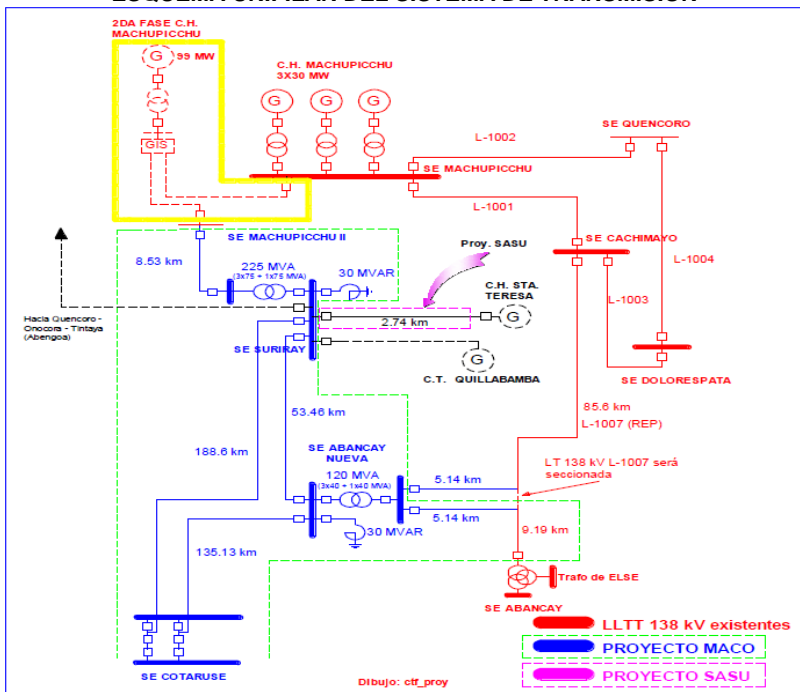 2DA FASE C.H.
MACHUPICCHU
G
99 MW
GIS
C.H. MACHUPICCHU
3X30 MW
G
G
G
SE MACHUPICCHU
L-1002
L-1001
SE QUENCORO
SE CACHIMAYO
L-1004
L-1003
SE DOLORESPATA
SE MACHUPICCHU II
8.53 km
225 MVA
(3x75 + 1x75 MVA)
30 MVAR
Proy. SASU
C.H. STA.
TERESA
G
2.74 km
Hacia Quencoro -
Onocora - Tintaya
(Abengoa)
SE SURIRAY
G
C.T. QUILLABAMBA
85.6 km
L-1007 (REP)
53.46 km
188.6 km
SE ABANCAY
NUEVA
120 MVA
(3x40 + 1x40 MVA)
5.14 km
5.14 km
LT 138 kV L-1007 será
seccionada
30 MVAR
9.19 km
135.13 km
Trafo de ELSE
SE ABANCAY
SE COTARUSE
LLTT 138 kV existentes
PROYECTO MACO
PROYECTO SASU
Dibujo: ctf_proy